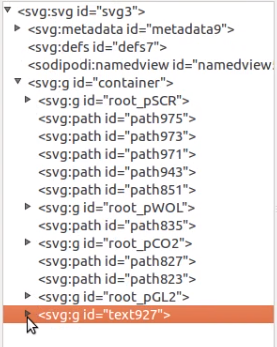 <svg:svg id="svg3">
<svg:metadata id="metadata9">
<svg:defs id="defs7">
<sodipodi:namedview id="namedview
<svg:g id="container">
<svg:g id="root_pSCR">
<svg:path id="path975">
<svg:path id="path973">
<svg:path id="path971">
<svg:path id="path943">
<svg:path id="path851">
<svg:g id="root_pWOL">
<svg:path id="path835">
<svg:g id="root_pCO2">
<svg:path id="path827">
<svg:path id="path823">
<svg:g id="root_pGL2">
<svg:g id="text927">